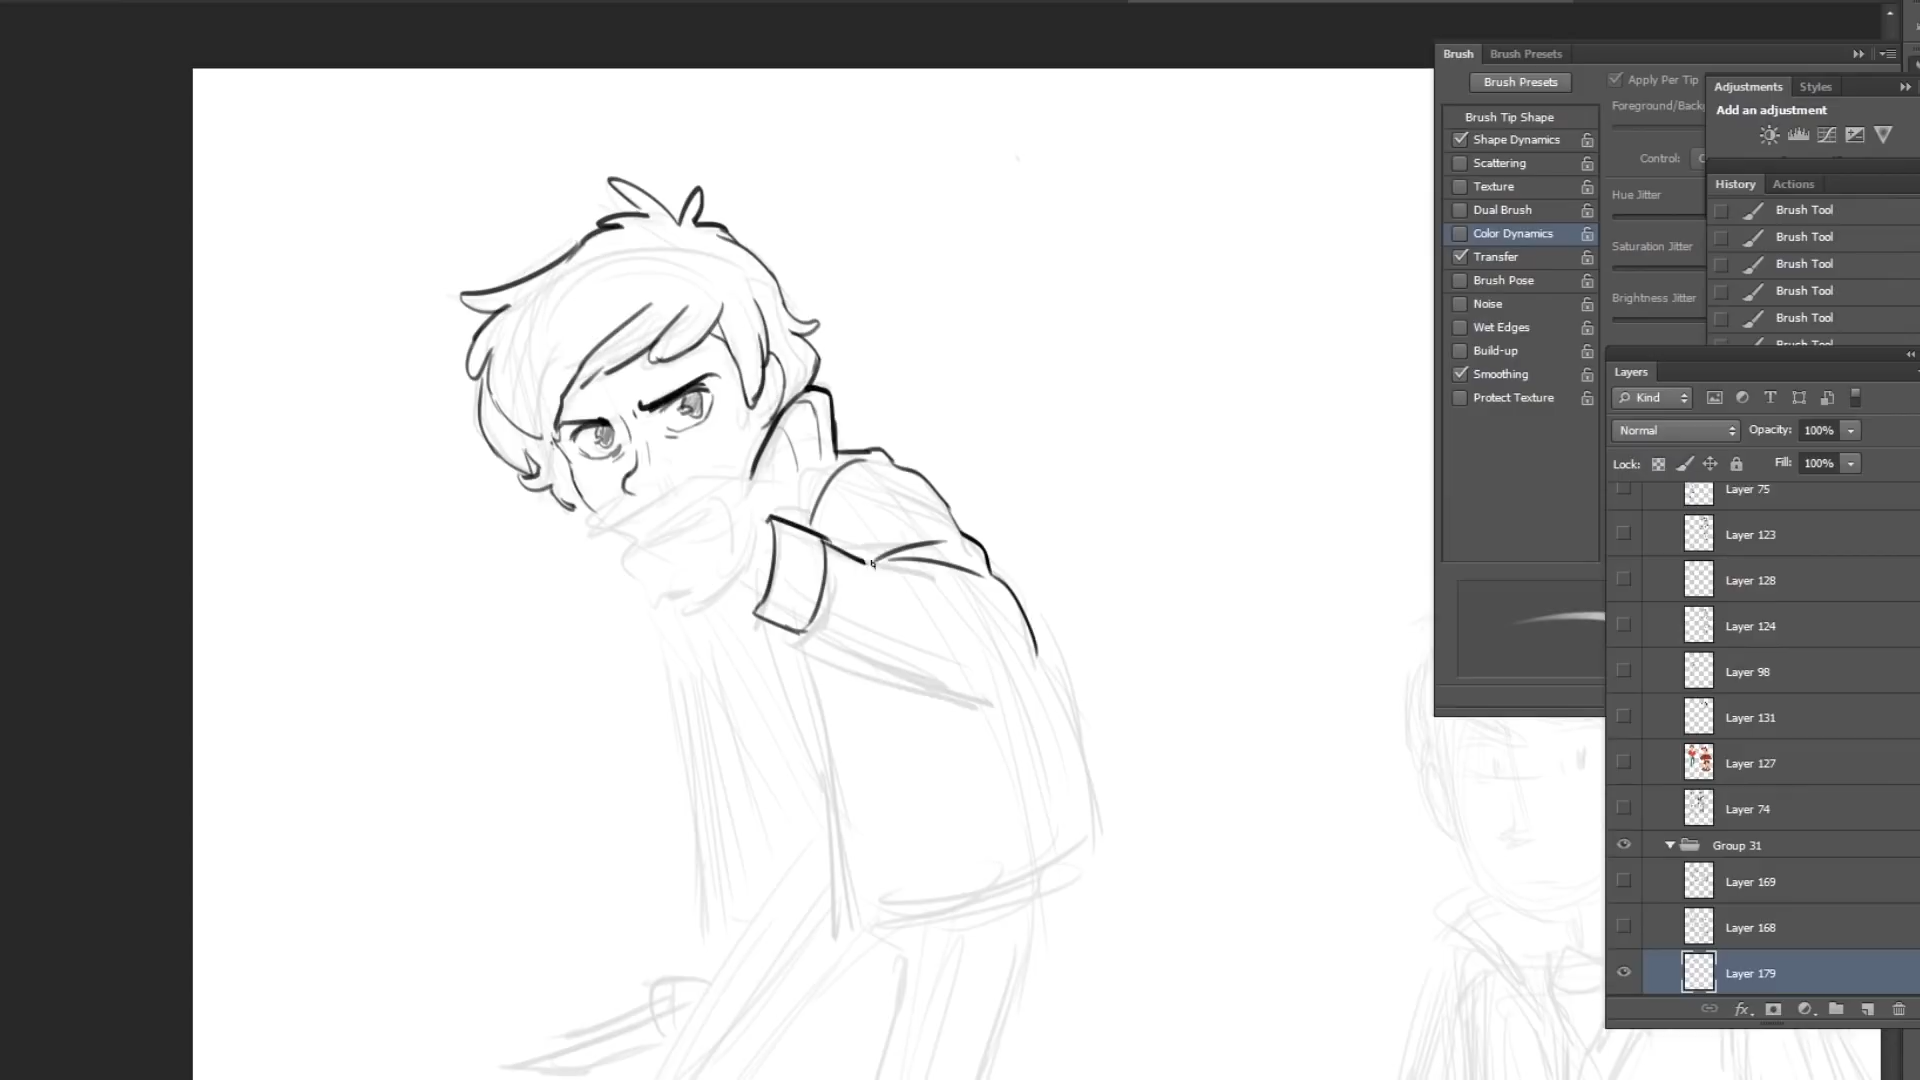 Brush Brush Presets
Brush Presets
Apply Per Tip
Brush Tip Shape
Shape Dynamics
Scattering
Texture
Dual Brush
Color Dynamics
Transfer
Brush Pose
Noise
Wet Edges
Build-up
Smoothing
Protect Texture
Control:
Hue Jitter
Saturation Jitter
Brightness Jitter
Adjustments Styles
Add an adjustment
History Actions
Brush Tool
Brush Tool
Brush Tool
Brush Tool
Brush Tool
Layers
Kind
Normal Opacity: 100%
Lock: Fill: 100%
Layer 75
Layer 123
Layer 128
Layer 124
Layer 98
Layer 131
Layer 127
Layer 74
Group 31
Layer 169
Layer 168
Layer 179
fx